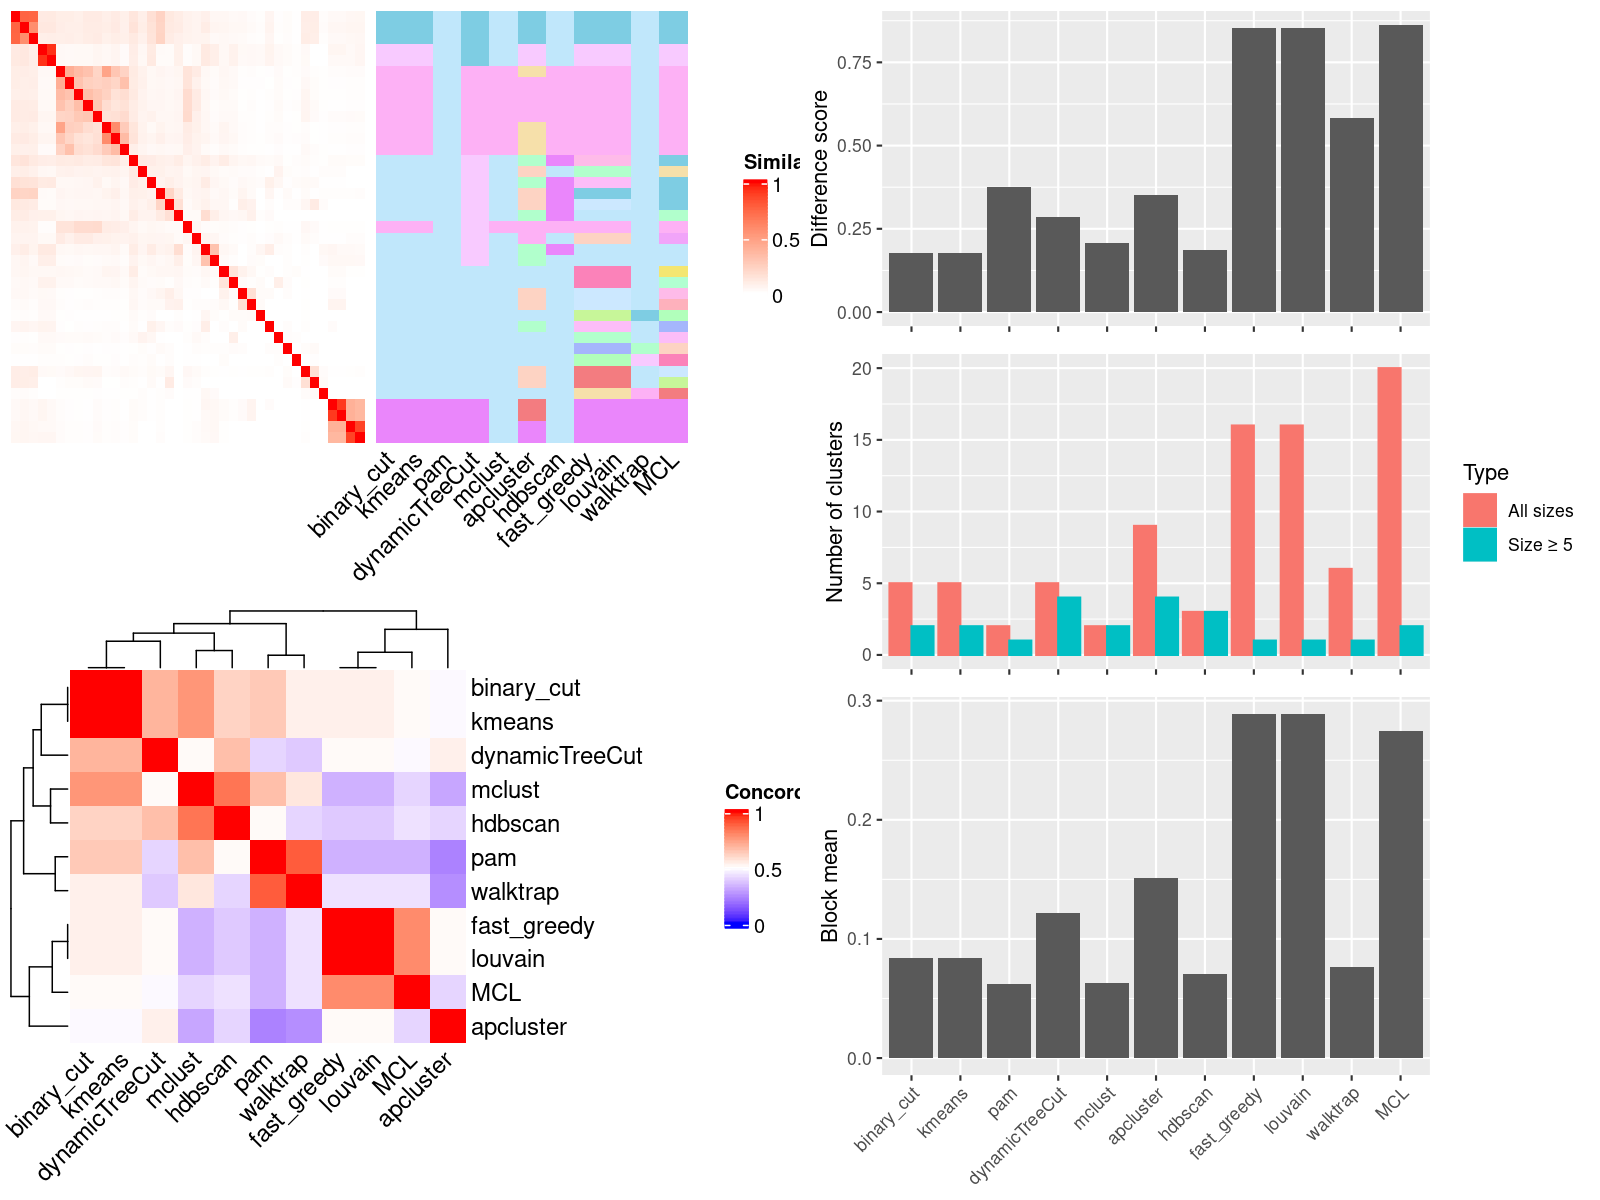 Simila
1
0.5
0
binary_cut
kmeans
pam
dynamicTreeCut
mclust
apcluster
hdbscan
fast_greedy
louvain
walktrap
MCL
binary_cut
kmeans
dynamicTreeCut
mclust
hdbscan
pam
walktrap
fast_greedy
louvain
MCL
apcluster
Concord
1
0.5
0
binary_cut
kmeans
dynamicTreeCut
mclust
hdbscan
pam
walktrap
fast_greedy
louvain
MCL
apcluster
Difference score
0.75
0.50
0.25
0.00
Number of clusters
20
15
10
5
0
Type
All sizes
Size ≥ 5
Block mean
0.3
0.2
0.1
0.0
binary_cut
kmeans
pam
dynamicTreeCut
mclust
apcluster
hdbscan
fast_greedy
louvain
walktrap
MCL